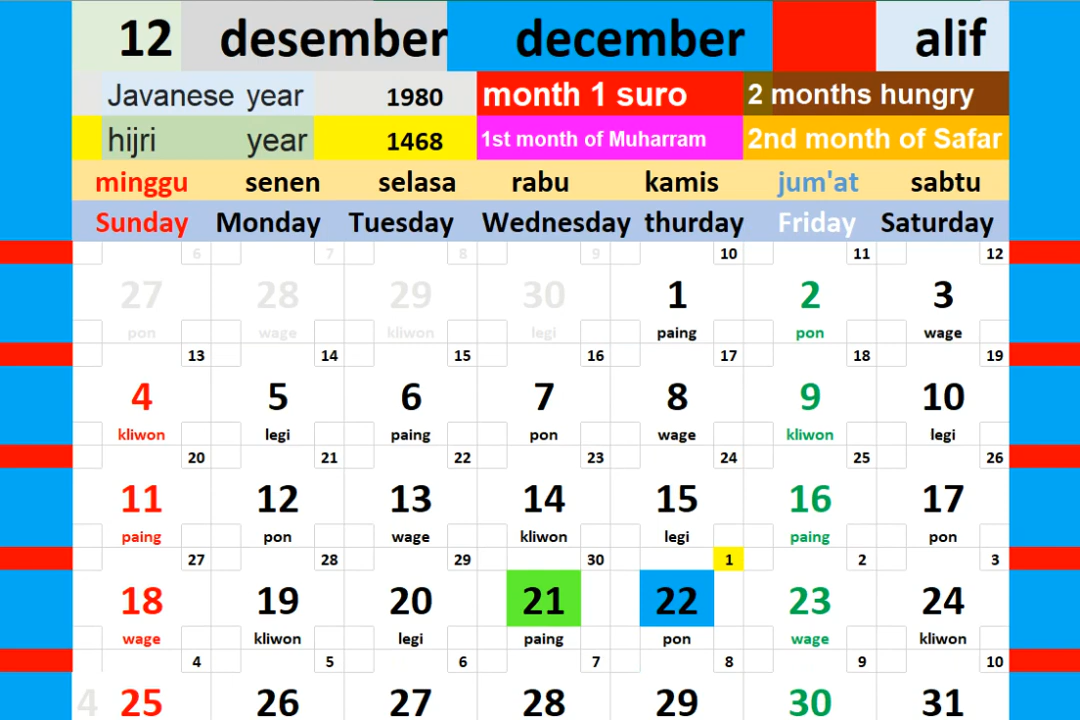 12 desember december alif
Javanese year 1980 month 1 suro 2 months hungry
hijri year 1468 1st month of Muharram 2nd month of Safar
minggu senen selasa rabu kamis jum'at sabtu
Sunday Monday Tuesday Wednesday thurday Friday Saturday
6 7 8 9 10 11 12
27 28 29 30 1 2 3
pon wage kliwon legi paing pon wage
13 14 15 16 17 18 19
4 5 6 7 8 9 10
kliwon legi paing pon wage kliwon legi
20 21 22 23 24 25 26
11 12 13 14 15 16 17
paing pon wage kliwon legi paing pon
27 28 29 30 1 2 3
18 19 20 21 22 23 24
wage kliwon legi paing pon wage kliwon
4 5 6 7 8 9 10
4 25 26 27 28 29 30 31